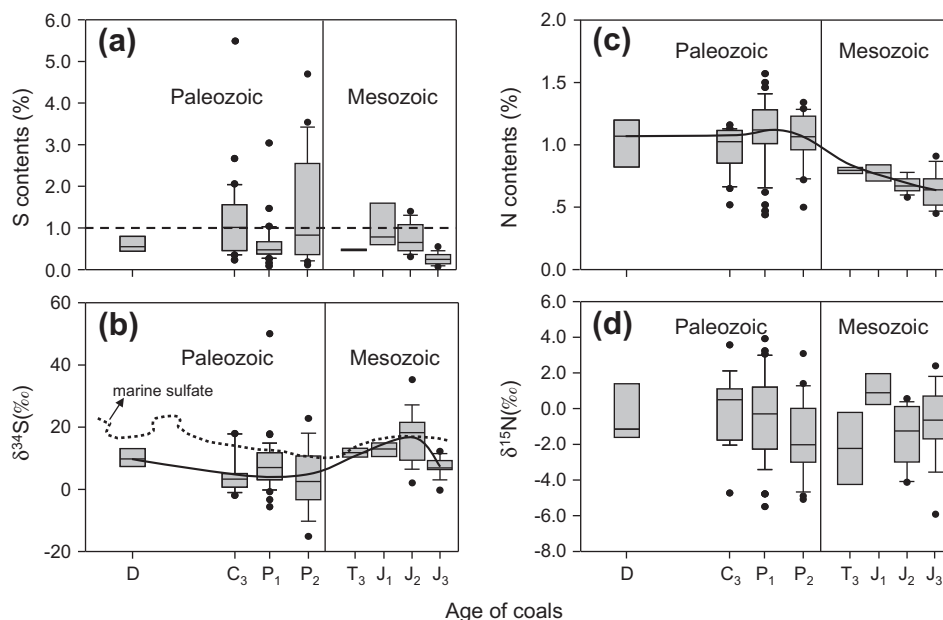 (a)
Paleozoic
Mesozoic
S contents (%)
6.0
5.0
4.0
3.0
2.0
1.0
0.0
(c)
Paleozoic
Mesozoic
N contents (%)
2.0
1.5
1.0
.5
0.0
(b)
Paleozoic
Mesozoic
marine sulfate
δ³⁴S(‰)
60
40
20
0
-20
D C₃ P₁ P₂ T₃ J₁ J₂ J₃
(d)
Paleozoic
Mesozoic
δ¹⁵N(‰)
6.0
4.0
2.0
0.0
-2.0
-4.0
-6.0
-8.0
D C₃ P₁ P₂ T₃ J₁ J₂ J₃
Age of coals